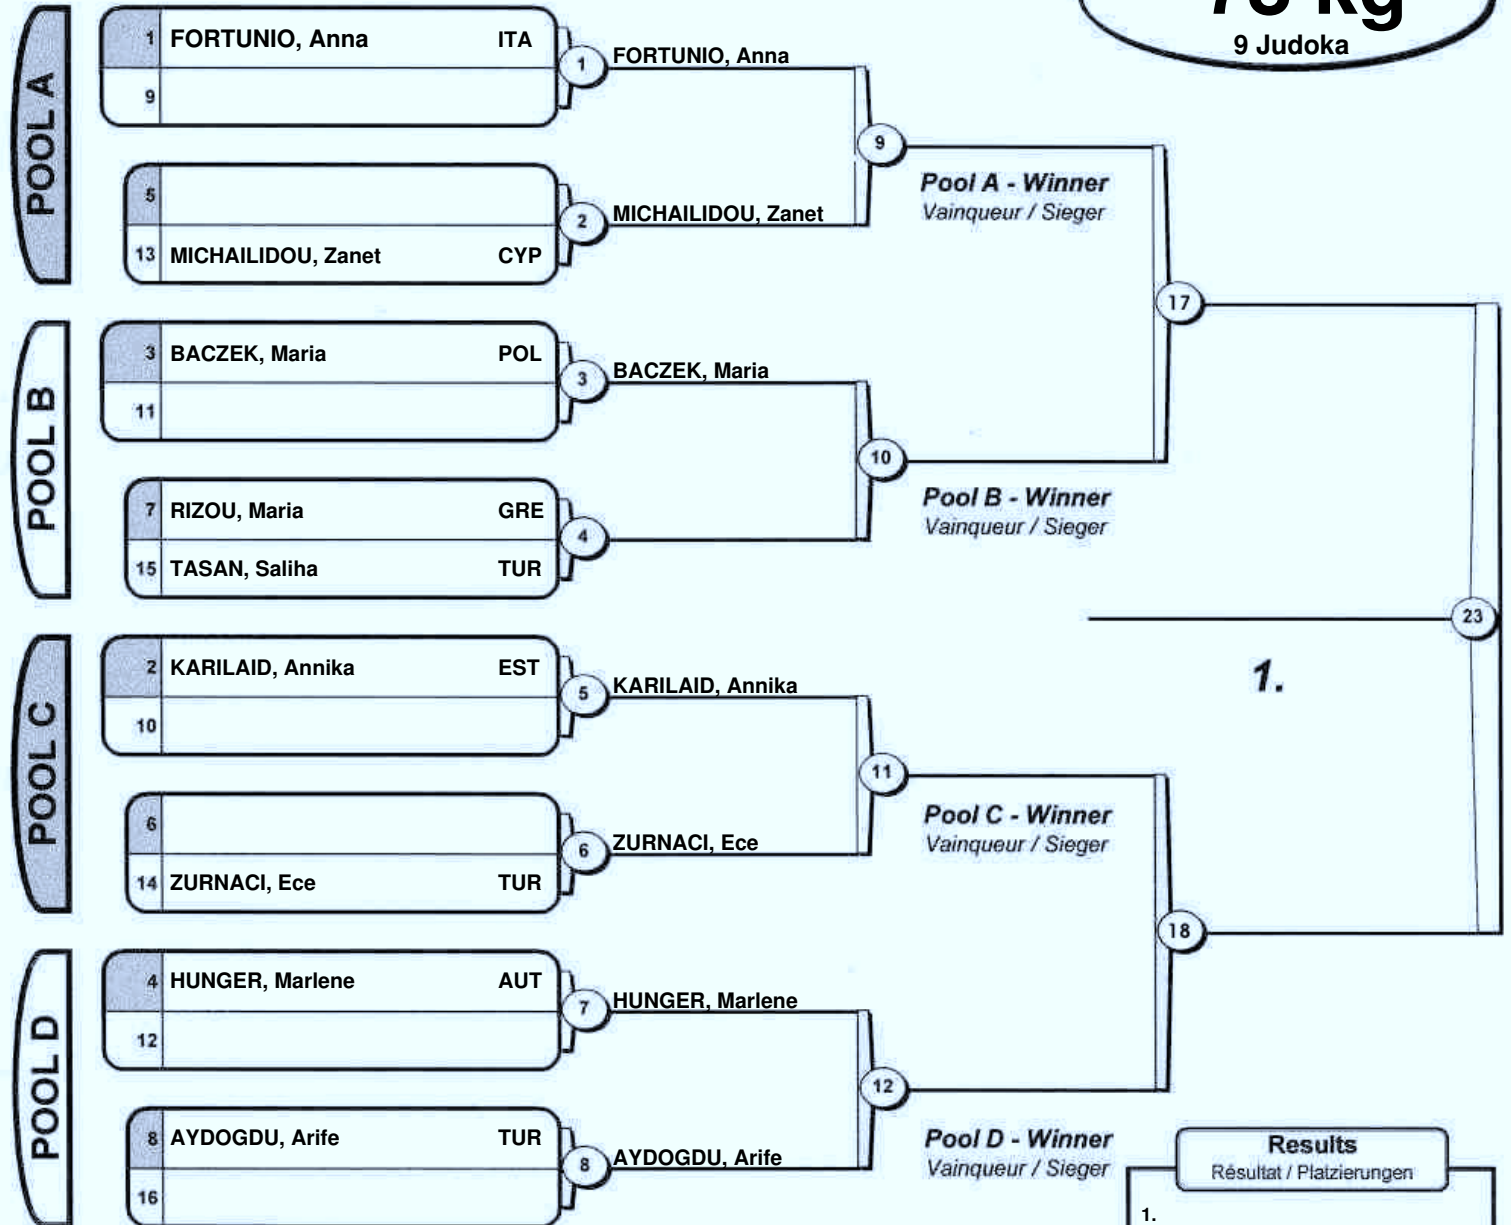 78 kg
9 Judoka
POOL A
1 FORTUNIO, Anna ITA
9
1
FORTUNIO, Anna
5
13 MICHAILIDOU, Zanet CYP
2
MICHAILIDOU, Zanet
9
Pool A - Winner
Vainqueur / Sieger
POOL B
3 BACZEK, Maria POL
11
3
BACZEK, Maria
7 RIZOU, Maria GRE
15 TASAN, Saliha TUR
4
10
Pool B - Winner
Vainqueur / Sieger
17
POOL C
2 KARILAID, Annika EST
10
5
KARILAID, Annika
6
14 ZURNACI, Ece TUR
6
ZURNACI, Ece
11
Pool C - Winner
Vainqueur / Sieger
POOL D
4 HUNGER, Marlene AUT
12
7
HUNGER, Marlene
8 AYDOGDU, Arife TUR
16
8
AYDOGDU, Arife
12
Pool D - Winner
Vainqueur / Sieger
18
23
1.
Results
Résultat / Platzierungen
1.